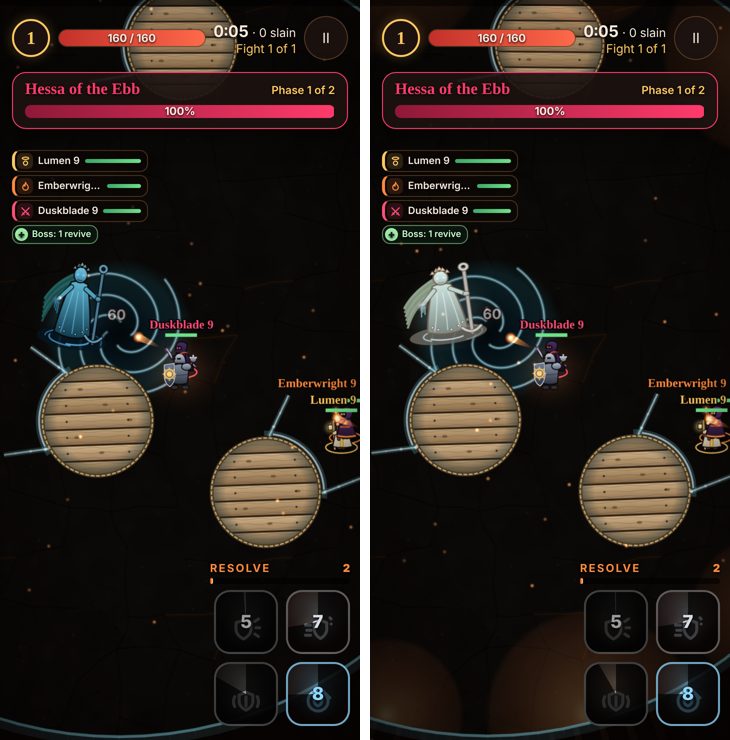 1
160 / 160
0:05 · 0 slain
Fight 1 of 1
Hessa of the Ebb
Phase 1 of 2
100%
Lumen 9
Emberwrig...
Duskblade 9
Boss: 1 revive
60
Duskblade 9
Emberwright 9
Lumen 9
RESOLVE 2
5
7
8
1
160 / 160
0:05 · 0 slain
Fight 1 of 1
Hessa of the Ebb
Phase 1 of 2
100%
Lumen 9
Emberwrig...
Duskblade 9
Boss: 1 revive
60
Duskblade 9
Emberwright 9
Lumen 9
RESOLVE 2
5
7
8